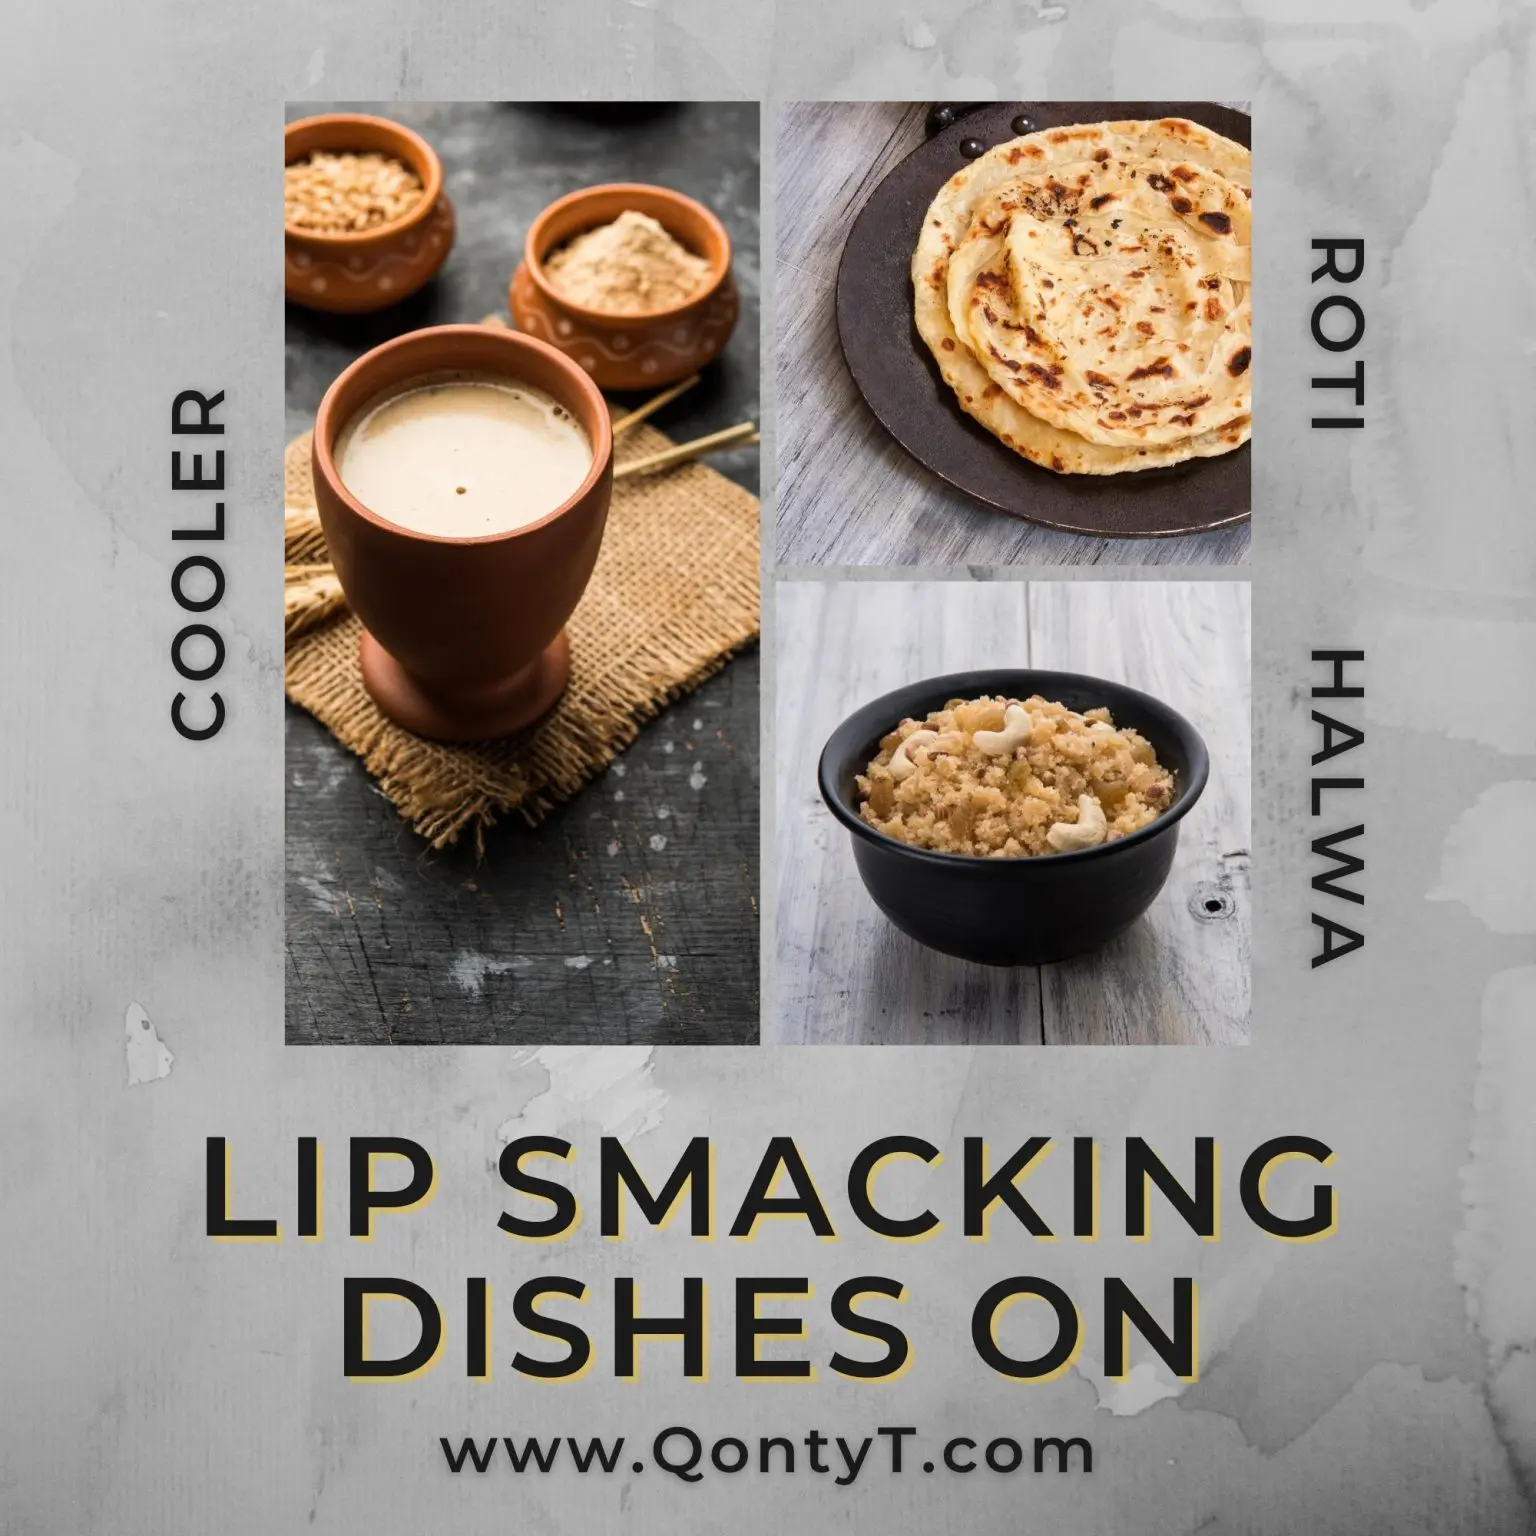 COOLER
ROTI
HALWA
LIP SMACKING
DISHES ON
www.QontyT.com